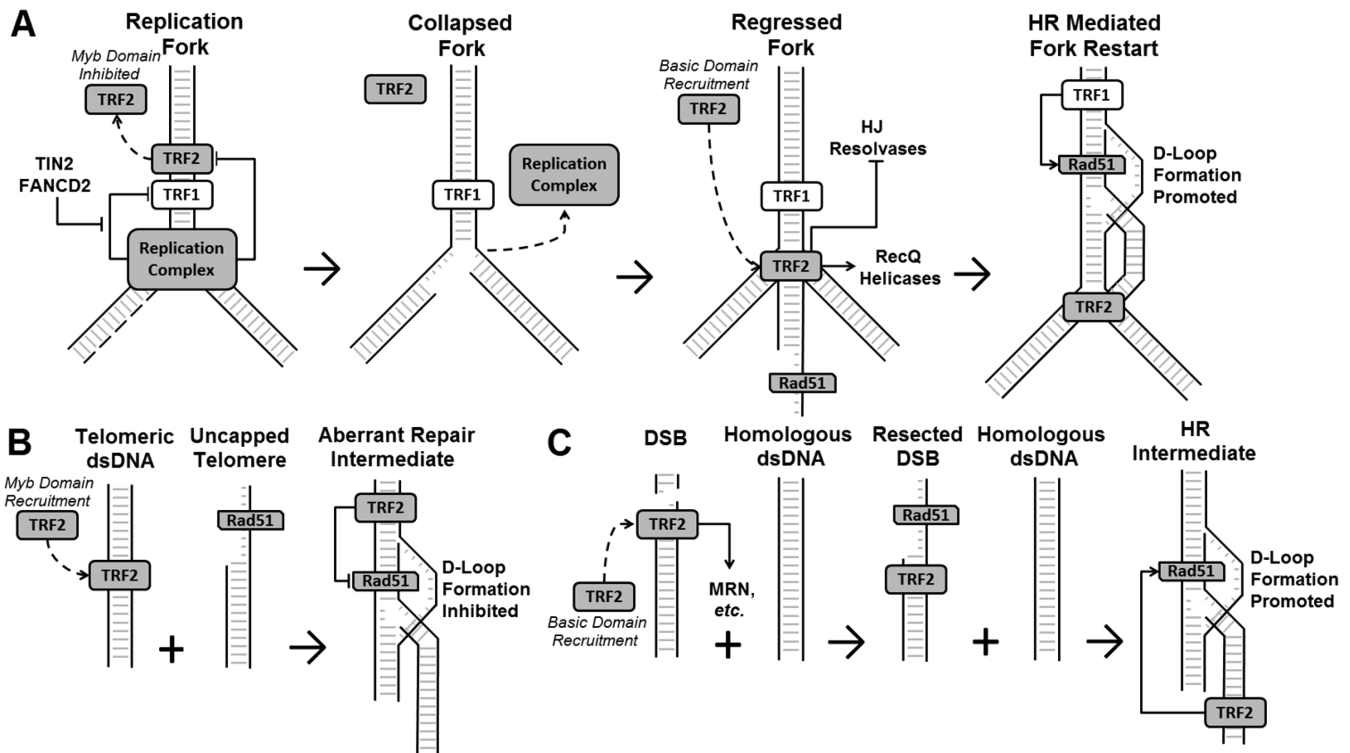 A
Replication
Fork
Myb Domain
Inhibited
TRF2
TRF2
TIN2
FANCD2
TRF1
Replication
Complex
Collapsed
Fork
TRF2
TRF1
Replication
Complex
Regressed
Fork
Basic Domain
Recruitment
TRF2
HJ
Resolvases
TRF1
TRF2
RecQ
Helicases
Rad51
HR Mediated
Fork Restart
TRF1
Rad51
D-Loop
Formation
Promoted
TRF2
B
Telomeric
dsDNA
Myb Domain
Recruitment
TRF2
TRF2
+
Uncapped
Telomere
Rad51
Aberrant Repair
Intermediate
TRF2
Rad51
D-Loop
Formation
Inhibited
C
DSB
TRF2
TRF2
Basic Domain
Recruitment
MRN,
etc.
+
Homologous
dsDNA
Resected
DSB
Rad51
TRF2
+
Homologous
dsDNA
HR
Intermediate
Rad51
D-Loop
Formation
Promoted
TRF2